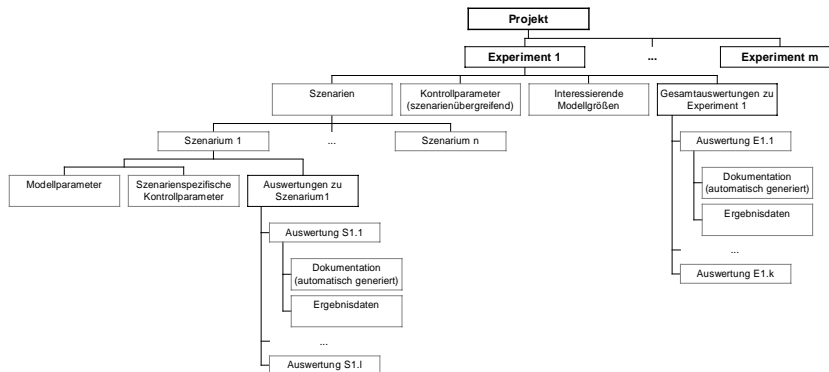 Projekt
Experiment 1
...
Experiment m
Szenarien
Kontrollparameter
(szenarienübergreifend)
Interessierende
Modellgrößen
Gesamtauswertungen zu
Experiment 1
Szenarium 1
...
Szenarium n
Auswertung E1.1
Modellparameter
Szenarienspezifische
Kontrollparameter
Auswertungen zu
Szenarium1
Dokumentation
(automatisch generiert)
Ergebnisdaten
Auswertung S1.1
...
Dokumentation
(automatisch generiert)
Auswertung E1.k
Ergebnisdaten
...
Auswertung S1.l